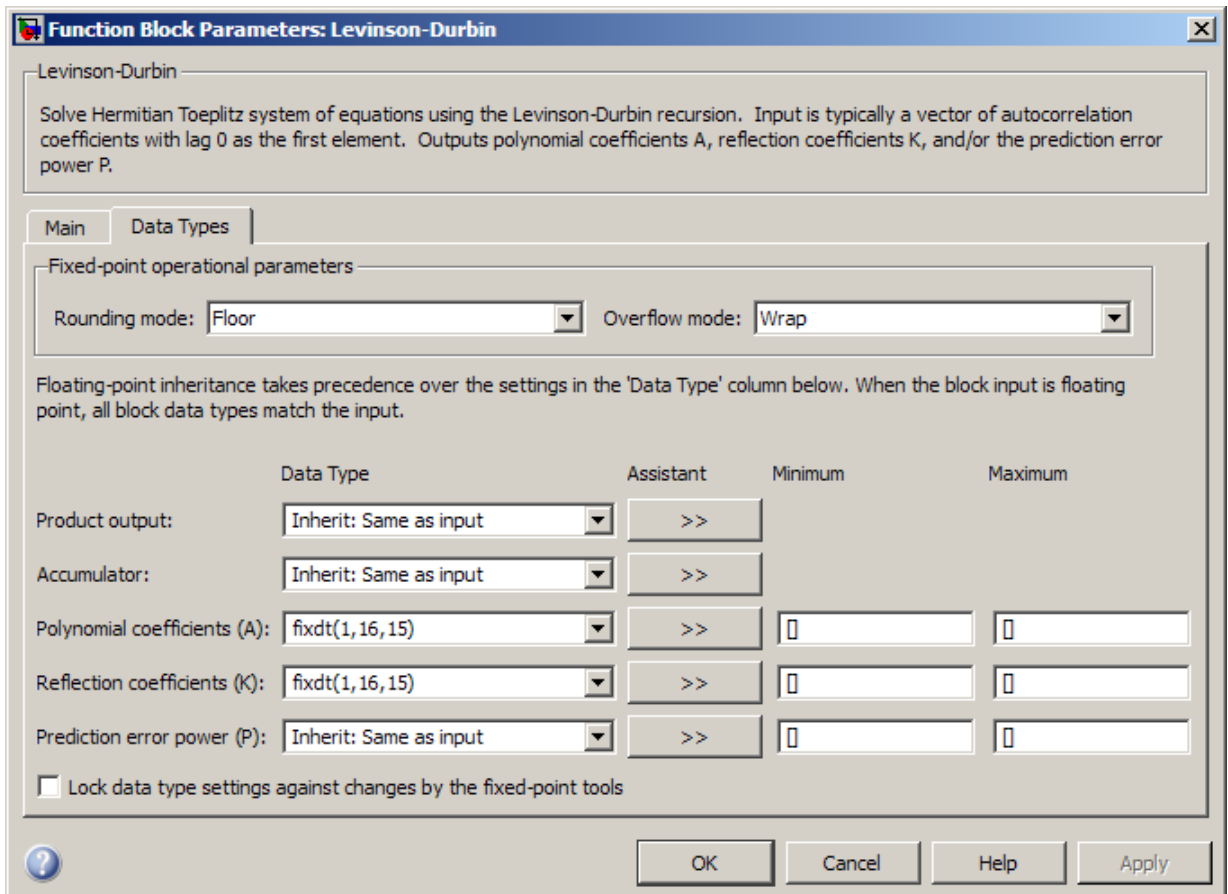 Function Block Parameters: Levinson-Durbin
Levinson-Durbin
Solve Hermitian Toeplitz system of equations using the Levinson-Durbin recursion.  Input is typically a vector of autocorrelation
coefficients with lag 0 as the first element.  Outputs polynomial coefficients A, reflection coefficients K, and/or the prediction error
power P.
Main Data Types
Fixed-point operational parameters
Rounding mode: Floor Overflow mode: Wrap
Floating-point inheritance takes precedence over the settings in the 'Data Type' column below. When the block input is floating
point, all block data types match the input.
Data Type Assistant Minimum Maximum
Product output: Inherit: Same as input >>
Accumulator: Inherit: Same as input >>
Polynomial coefficients (A): fixdt(1,16,15) >> [] []
Reflection coefficients (K): fixdt(1,16,15) >> [] []
Prediction error power (P): Inherit: Same as input >> [] []
Lock data type settings against changes by the fixed-point tools
? OK Cancel Help Apply